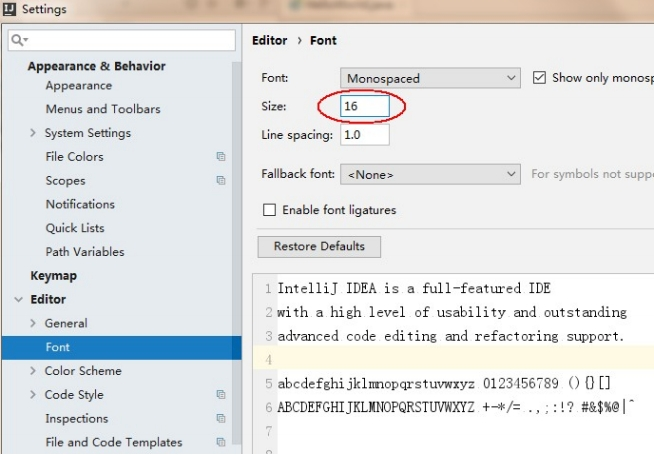 Settings
Editor › Font
Appearance & Behavior
Appearance
Menus and Toolbars
System Settings
File Colors
Scopes
Notifications
Quick Lists
Path Variables
Keymap
Editor
General
Font
Color Scheme
Code Style
Inspections
File and Code Templates
Font: Monospaced Show only monosp
Size: 16
Line spacing: 1.0
Fallback font: <None> For symbols not suppo
Enable font ligatures
Restore Defaults
1 IntelliJ IDEA is a full-featured IDE
2 with a high level of usability and outstanding
3 advanced code editing and refactoring support.
4
5 abcdefghijklmnopqrstuvwxyz 0123456789 (){}[]
6 ABCDEFGHIJKLMNOPQRSTUVWXYZ +-*/= .,;:!? #&$%@|^
7